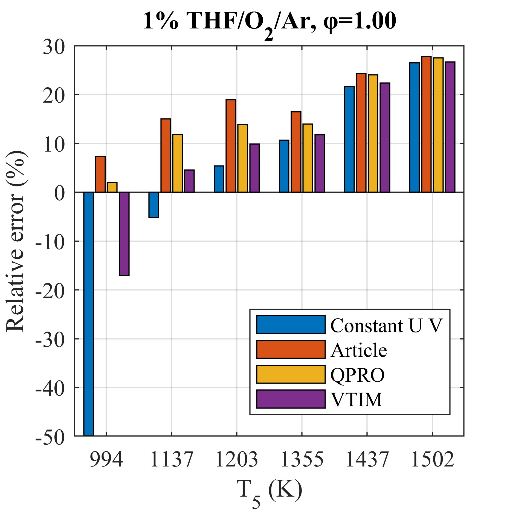 1% THF/O2/Ar, φ=1.00
Relative error (%)
30
20
10
0
-10
-20
-30
-40
-50
Constant U V
Article
QPRO
VTIM
994 1137 1203 1355 1437 1502
T5 (K)